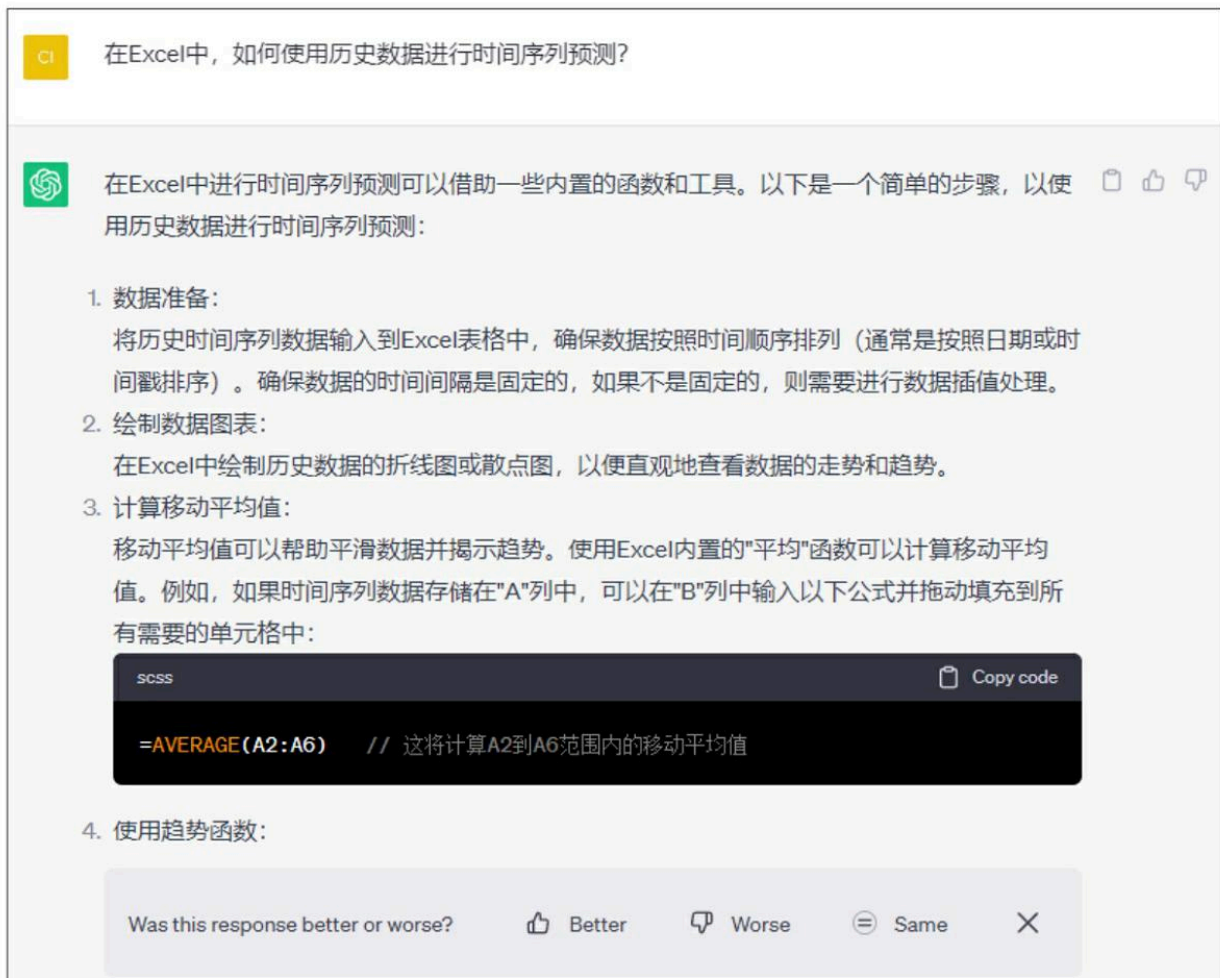 CI
在Excel中，如何使用历史数据进行时间序列预测？
在Excel中进行时间序列预测可以借助一些内置的函数和工具。以下是一个简单的步骤，以使
用历史数据进行时间序列预测：
1. 数据准备：
将历史时间序列数据输入到Excel表格中，确保数据按照时间顺序排列（通常是按照日期或时
间戳排序）。确保数据的时间间隔是固定的，如果不是固定的，则需要进行数据插值处理。
2. 绘制数据图表：
在Excel中绘制历史数据的折线图或散点图，以便直观地查看数据的走势和趋势。
3. 计算移动平均值：
移动平均值可以帮助平滑数据并揭示趋势。使用Excel内置的"平均"函数可以计算移动平均
值。例如，如果时间序列数据存储在"A"列中，可以在"B"列中输入以下公式并拖动填充到所
有需要的单元格中：
scss Copy code
=AVERAGE(A2:A6) // 这将计算A2到A6范围内的移动平均值
4. 使用趋势函数：
Was this response better or worse? Better Worse Same